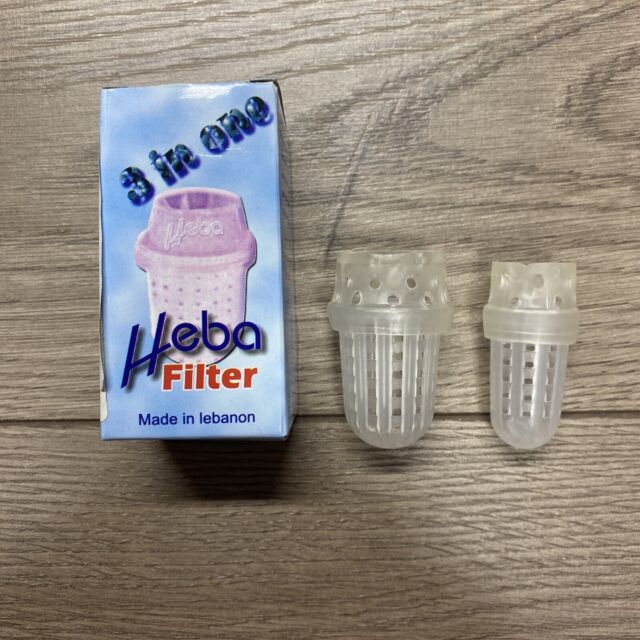 3 in one
Heba
Heba
Filter
Made in lebanon